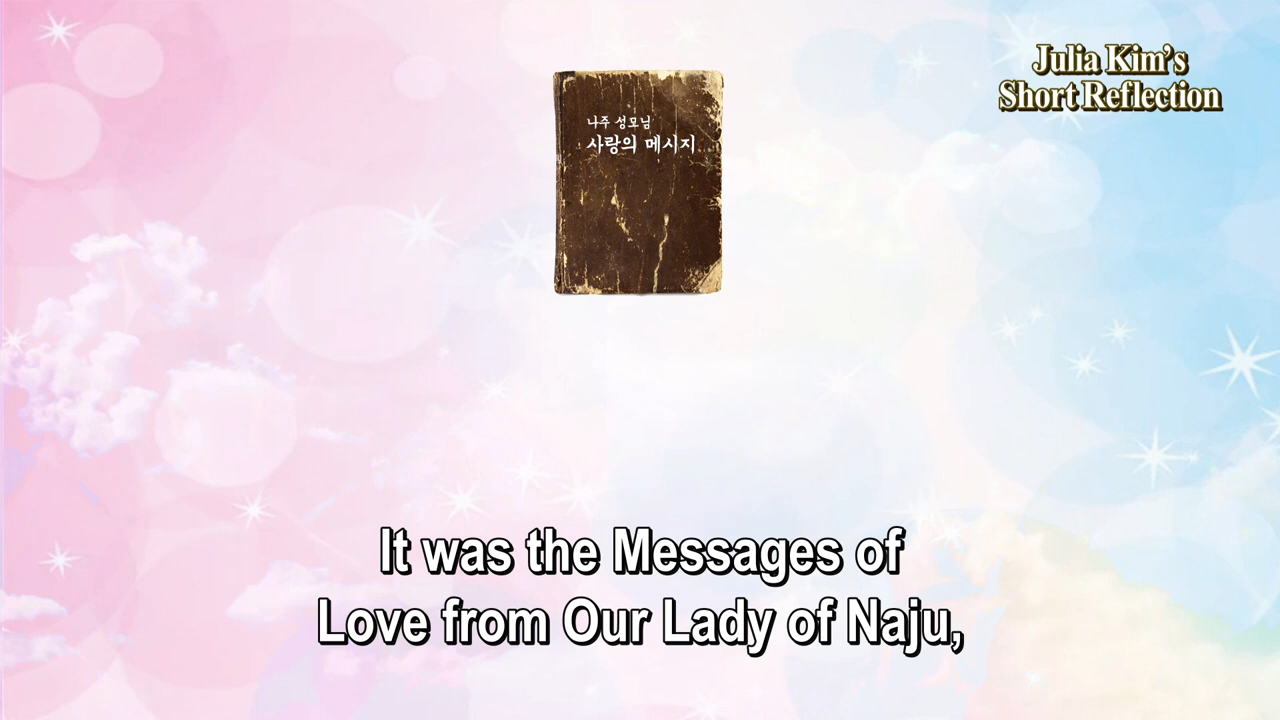 Julia Kim's
Short Reflection
나주 성모님
사랑의 메시지
It was the Messages of
Love from Our Lady of Naju,